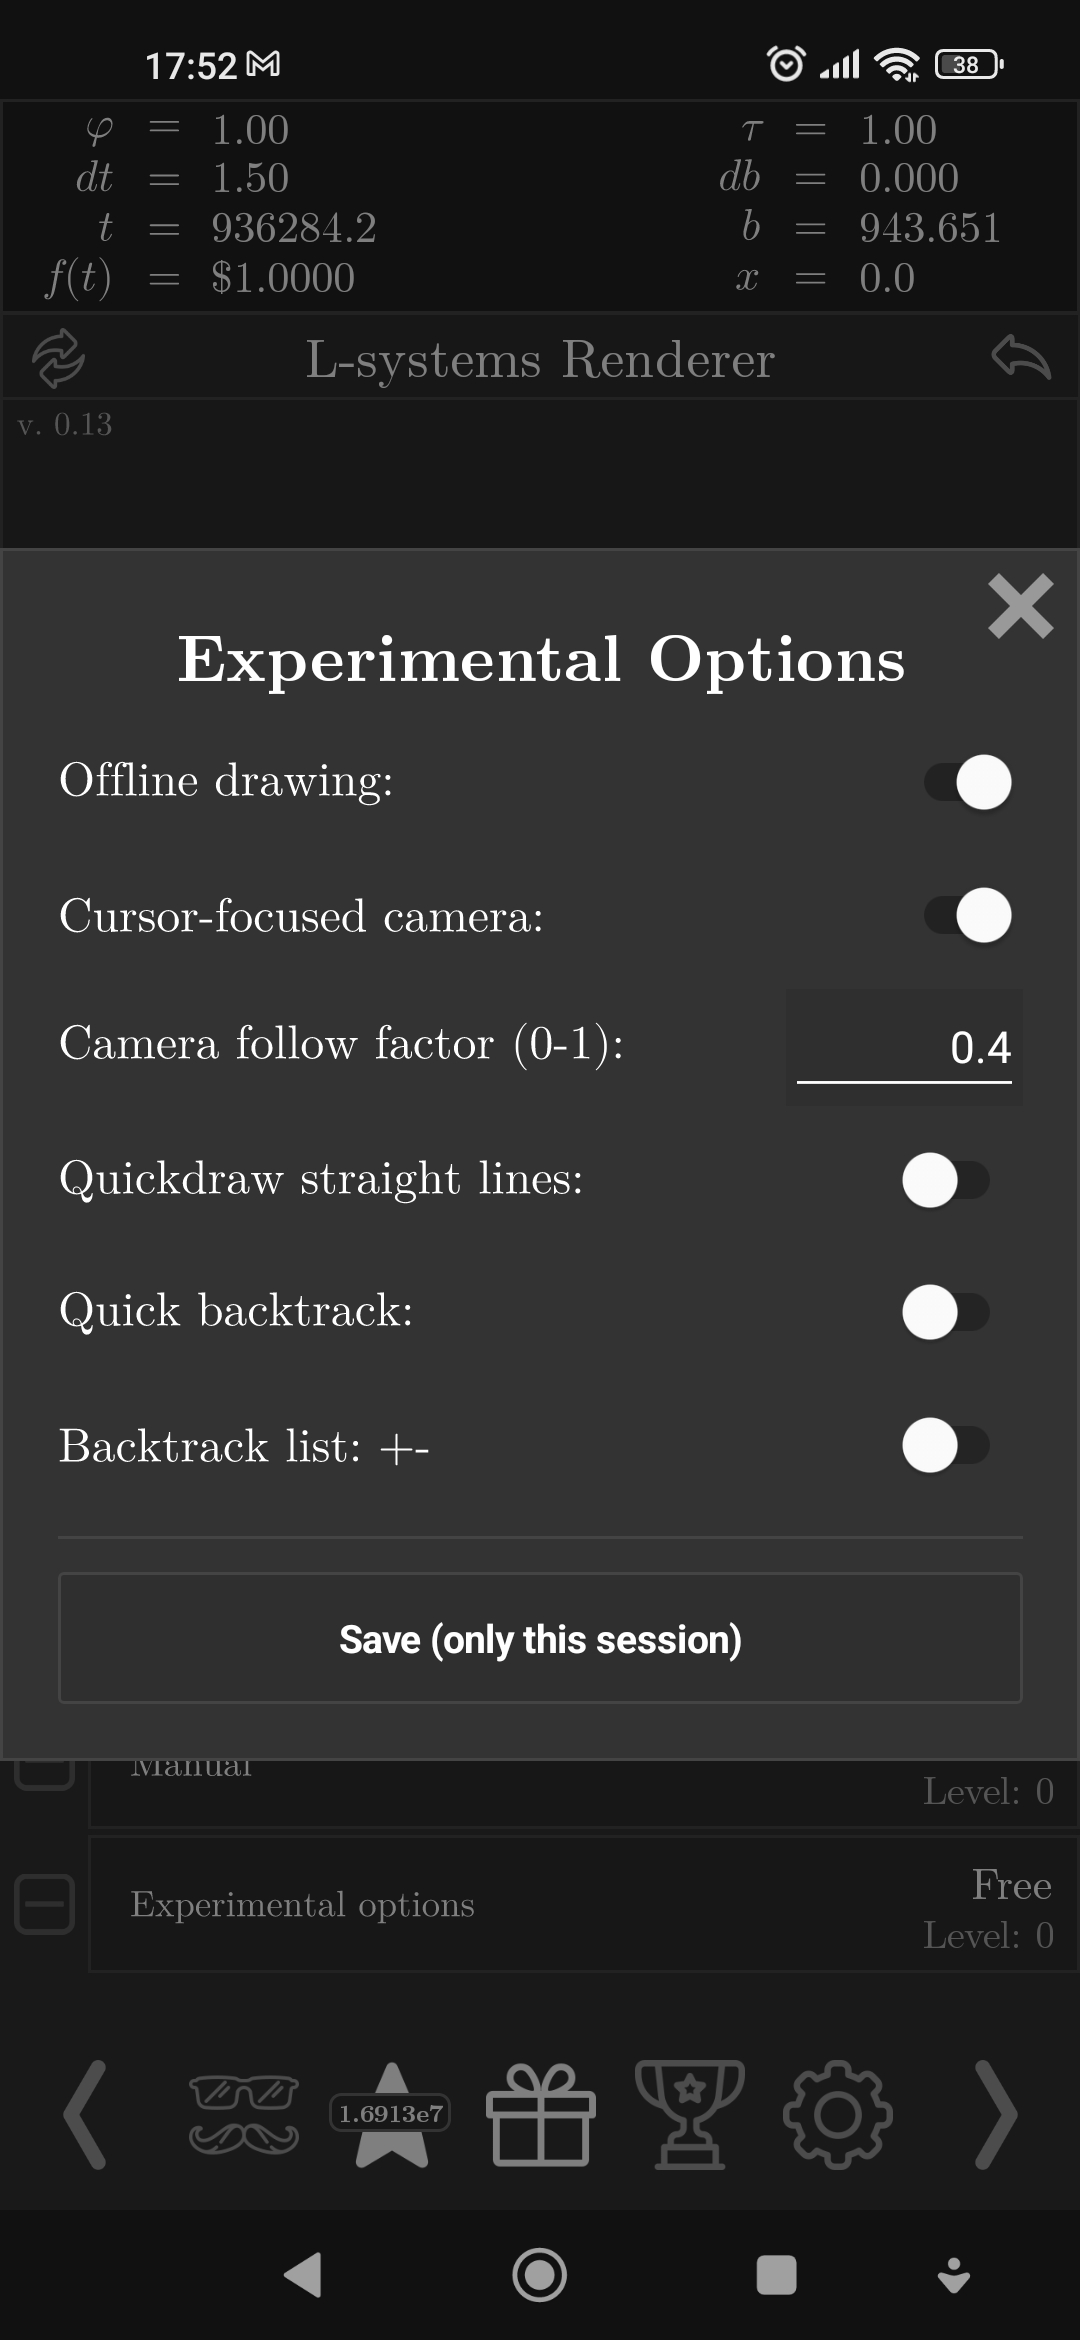 17:52
38
φ = 1.00 τ = 1.00
dt = 1.50 db = 0.000
t = 936284.2 b = 943.651
f(t) = $1.0000 x = 0.0
L-systems Renderer
v. 0.13
Experimental Options
Offline drawing:
Cursor-focused camera:
Camera follow factor (0-1): 0.4
Quickdraw straight lines:
Quick backtrack:
Backtrack list: +-
Save (only this session)
Manual
Level: 0
Free
Experimental options
Level: 0
1.6913e7